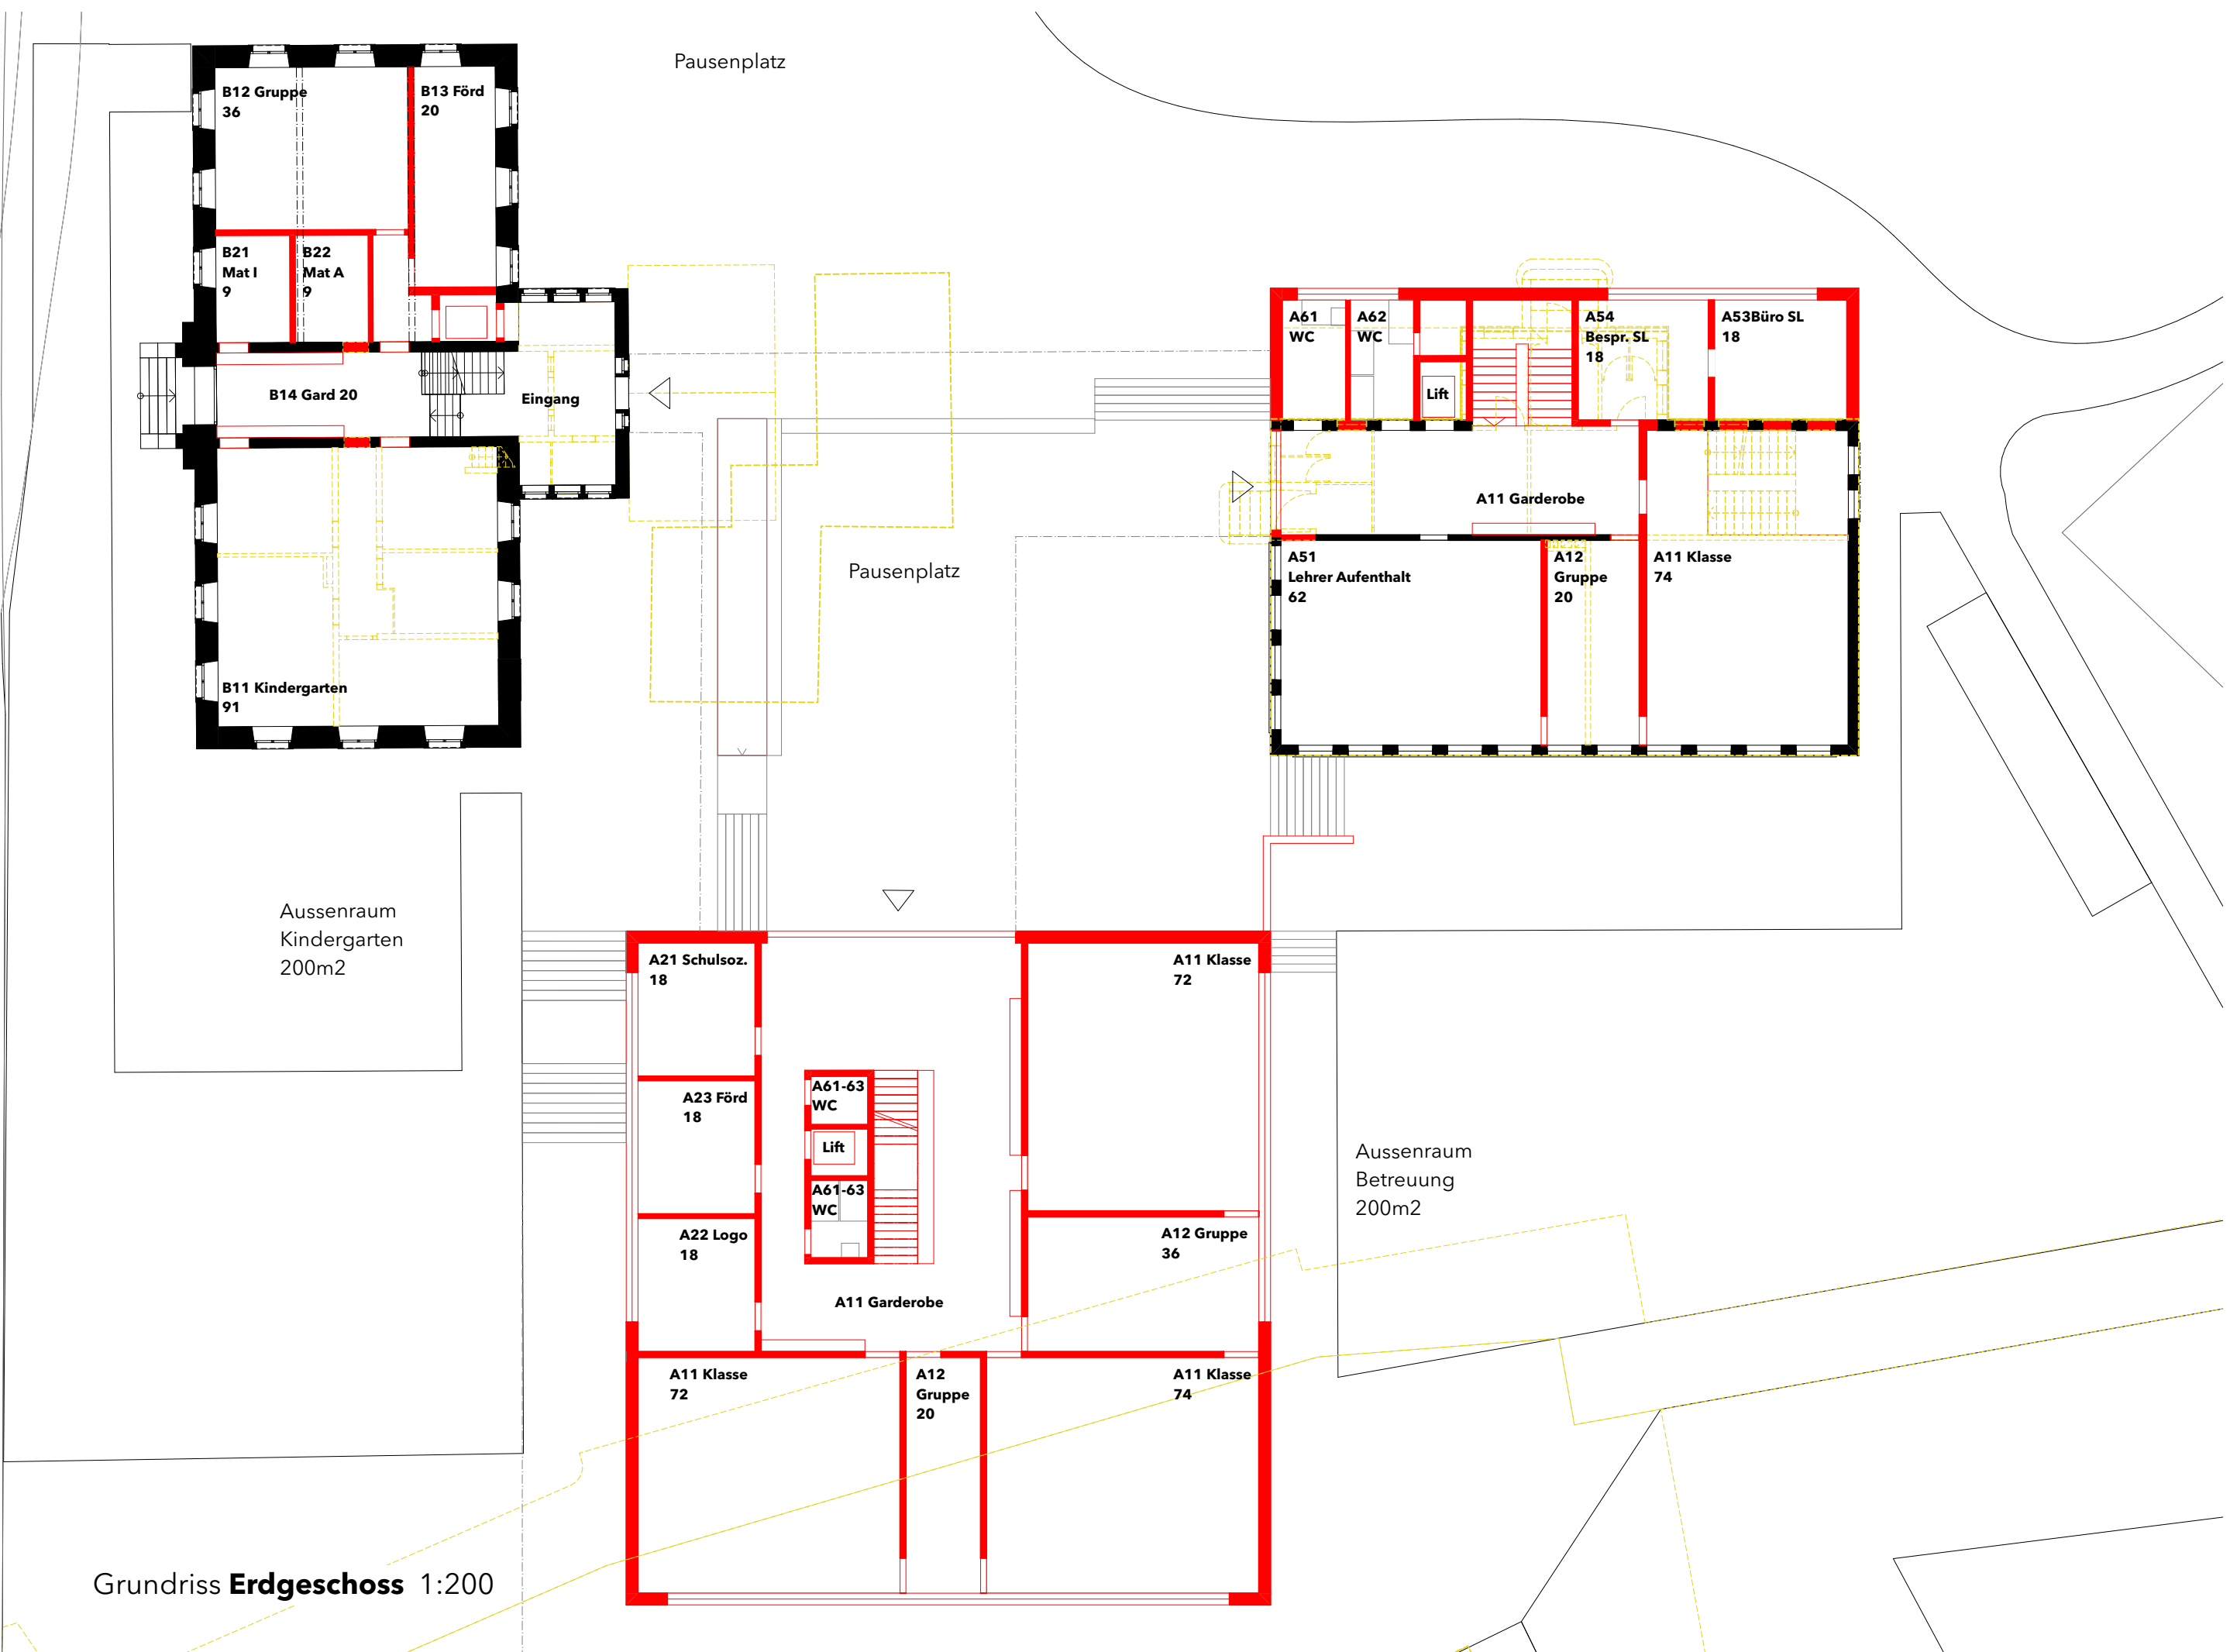 Pausenplatz
B12 Gruppe
36
B13 Förd
20
B21
Mat I
9
B22
Mat A
9
B14 Gard 20
Eingang
B11 Kindergarten
91
Pausenplatz
A61
WC
A62
WC
Lift
A54
Bespr. SL
18
A53Büro SL
18
A11 Garderobe
A51
Lehrer Aufenthalt
62
A12
Gruppe
20
A11 Klasse
74
Aussenraum
Kindergarten
200m2
A21 Schulsoz.
18
A11 Klasse
72
A23 Förd
18
A61-63
WC
Lift
A61-63
WC
A22 Logo
18
A12 Gruppe
36
A11 Garderobe
Aussenraum
Betreuung
200m2
A11 Klasse
72
A12
Gruppe
20
A11 Klasse
74
Grundriss Erdgeschoss 1:200